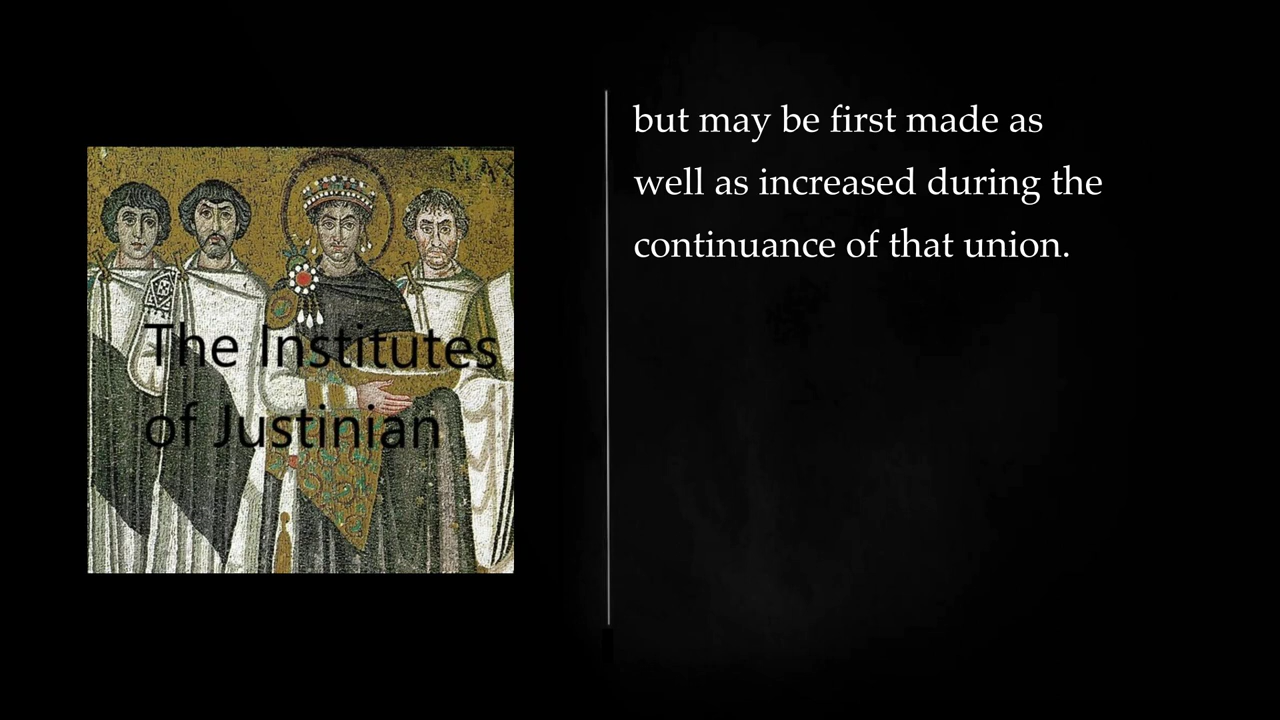 The Institutes
of Justinian
but may be first made as
well as increased during the
continuance of that union.